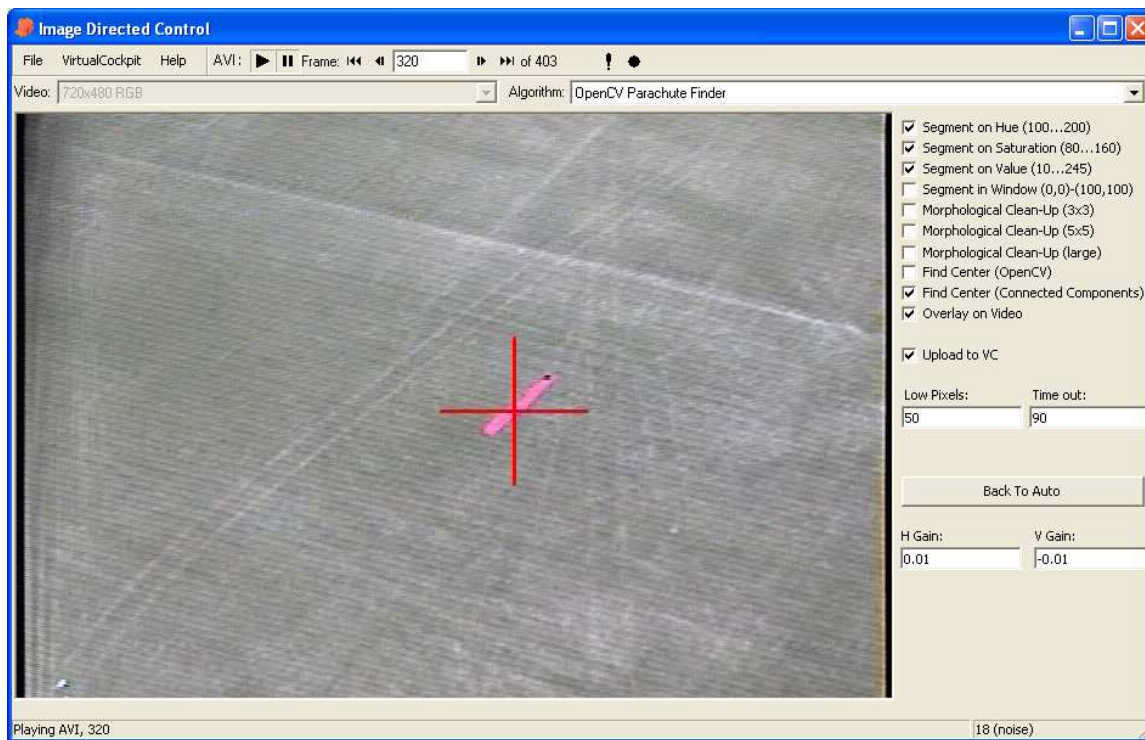 Image Directed Control
File VirtualCockpit Help AVI: Frame: 320 of 403
Video: 720x480 RGB Algorithm: OpenCV Parachute Finder
Segment on Hue (100...200)
Segment on Saturation (80...160)
Segment on Value (10...245)
Segment in Window (0,0)-(100,100)
Morphological Clean-Up (3x3)
Morphological Clean-Up (5x5)
Morphological Clean-Up (large)
Find Center (OpenCV)
Find Center (Connected Components)
Overlay on Video
Upload to VC
Low Pixels: Time out:
50 90
Back To Auto
H Gain: V Gain:
0.01 -0.01
Playing AVI, 320 18 (noise)